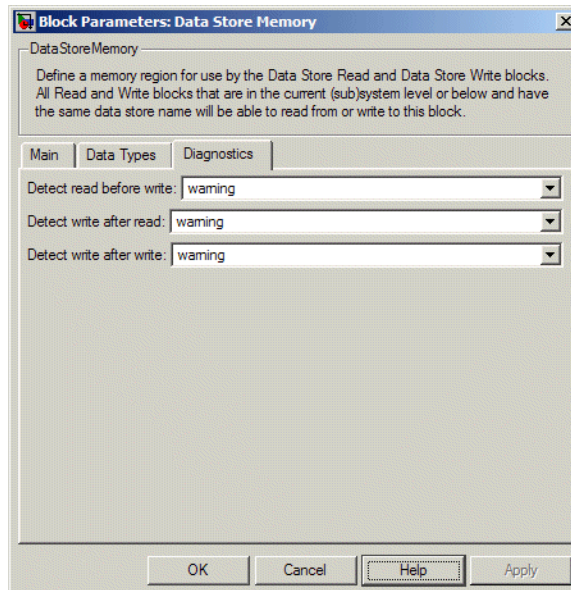 Block Parameters: Data Store Memory
DataStoreMemory
Define a memory region for use by the Data Store Read and Data Store Write blocks.
All Read and Write blocks that are in the current (sub)system level or below and have
the same data store name will be able to read from or write to this block.
Main Data Types Diagnostics
Detect read before write: warning
Detect write after read: warning
Detect write after write: warning
OK Cancel Help Apply